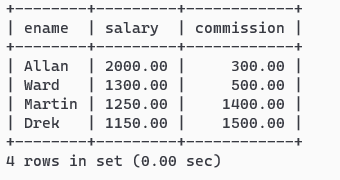 +--------+---------+------------+
| ename  | salary  | commission |
+--------+---------+------------+
| Allan  | 2000.00 |     300.00 |
| Ward   | 1300.00 |     500.00 |
| Martin | 1250.00 |    1400.00 |
| Drek   | 1150.00 |    1500.00 |
+--------+---------+------------+
4 rows in set (0.00 sec)